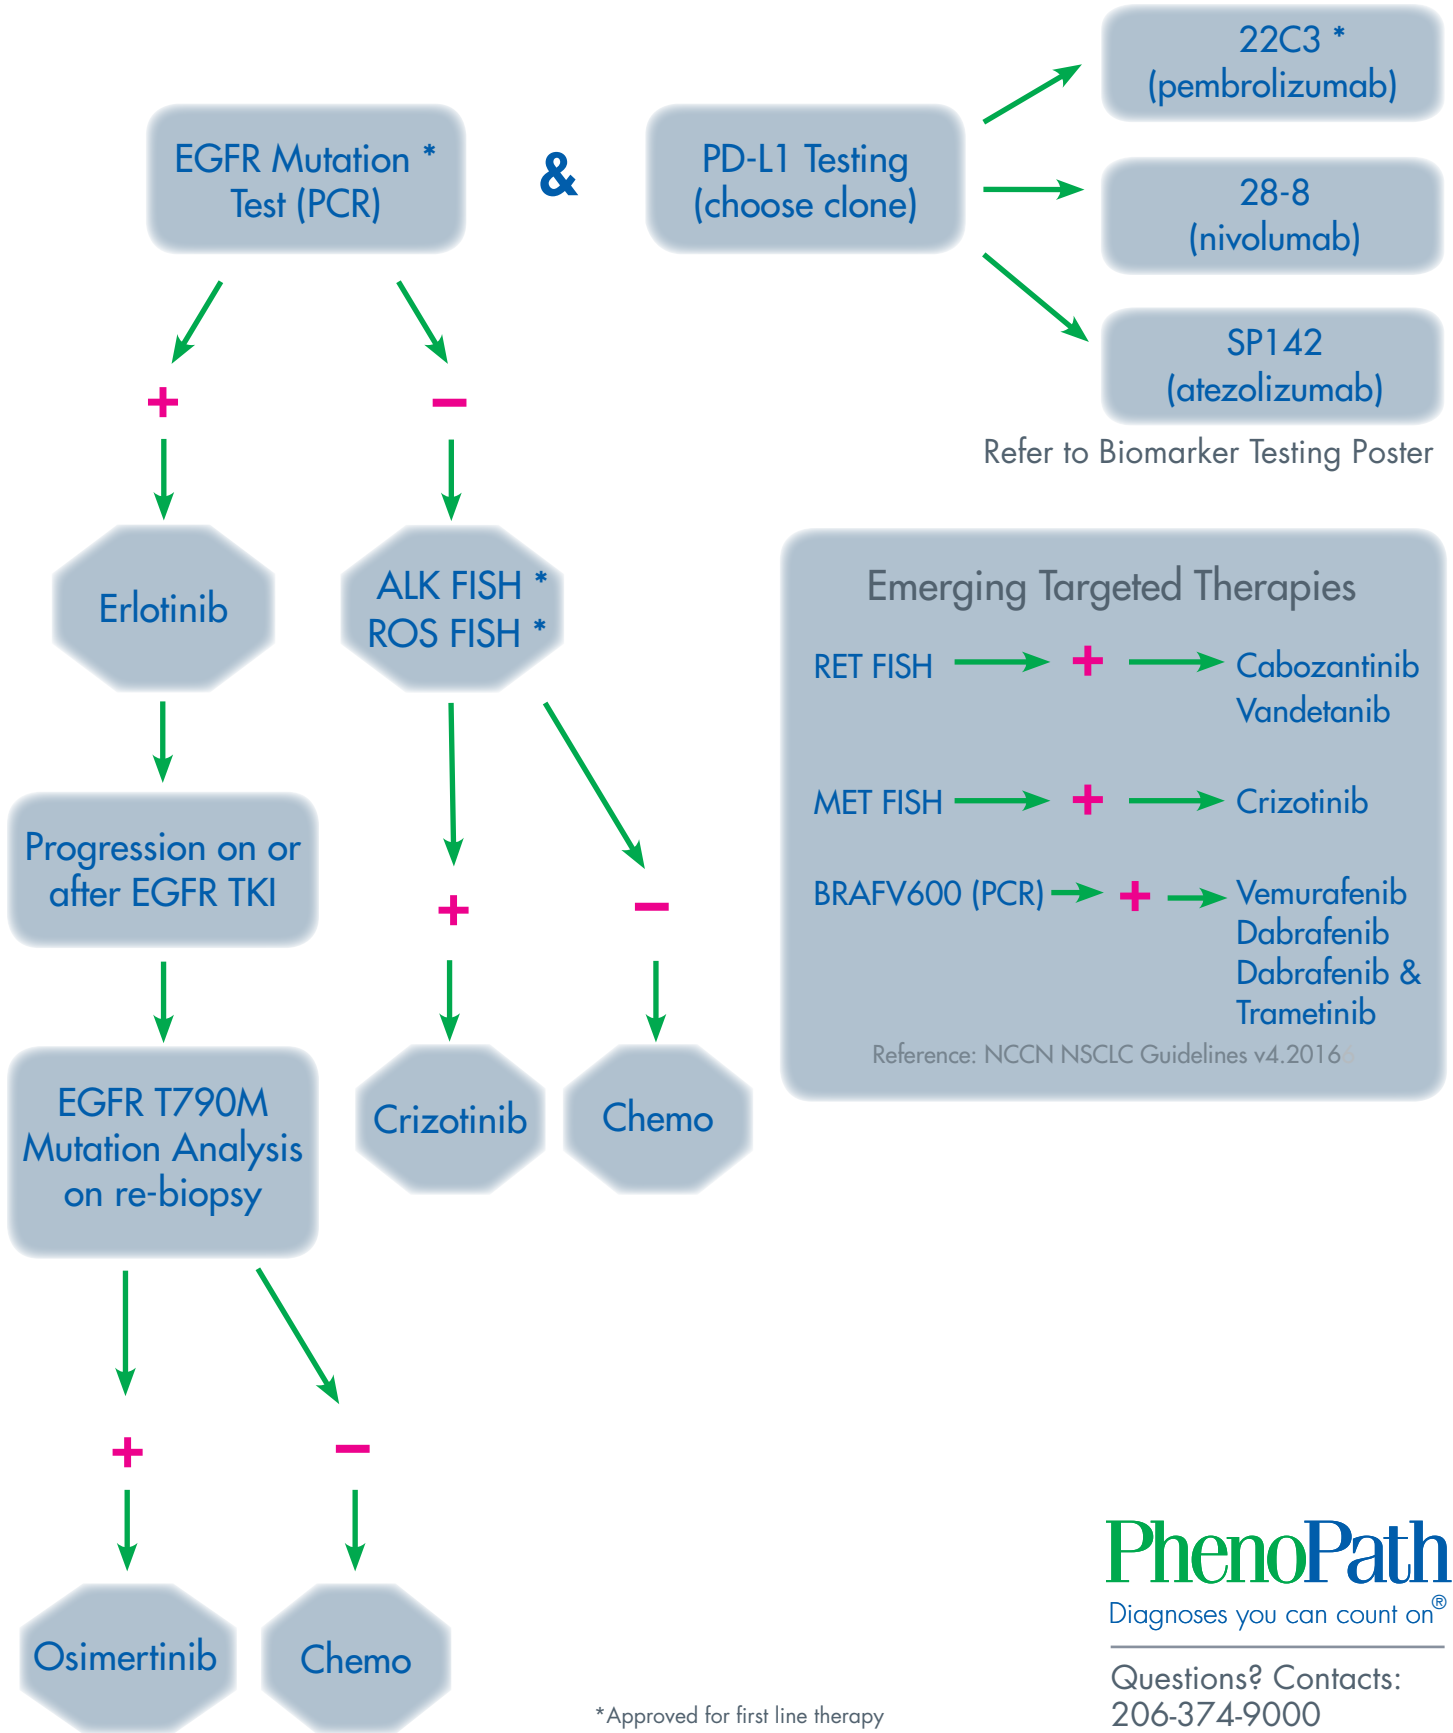 EGFR Mutation *
Test (PCR)
&
PD-L1 Testing
(choose clone)
22C3 *
(pembrolizumab)
28-8
(nivolumab)
SP142
(atezolizumab)
Refer to Biomarker Testing Poster
+
−
Erlotinib
ALK FISH *
ROS FISH *
Progression on or
after EGFR TKI
+
−
EGFR T790M
Mutation Analysis
on re-biopsy
Crizotinib
Chemo
+
−
Osimertinib
Chemo
Emerging Targeted Therapies
RET FISH + Cabozantinib
Vandetanib
MET FISH + Crizotinib
BRAFV600 (PCR) + Vemurafenib
Dabrafenib
Dabrafenib &
Trametinib
Reference: NCCN NSCLC Guidelines v4.2016
*Approved for first line therapy
PhenoPath
Diagnoses you can count on®
Questions? Contacts:
206-374-9000